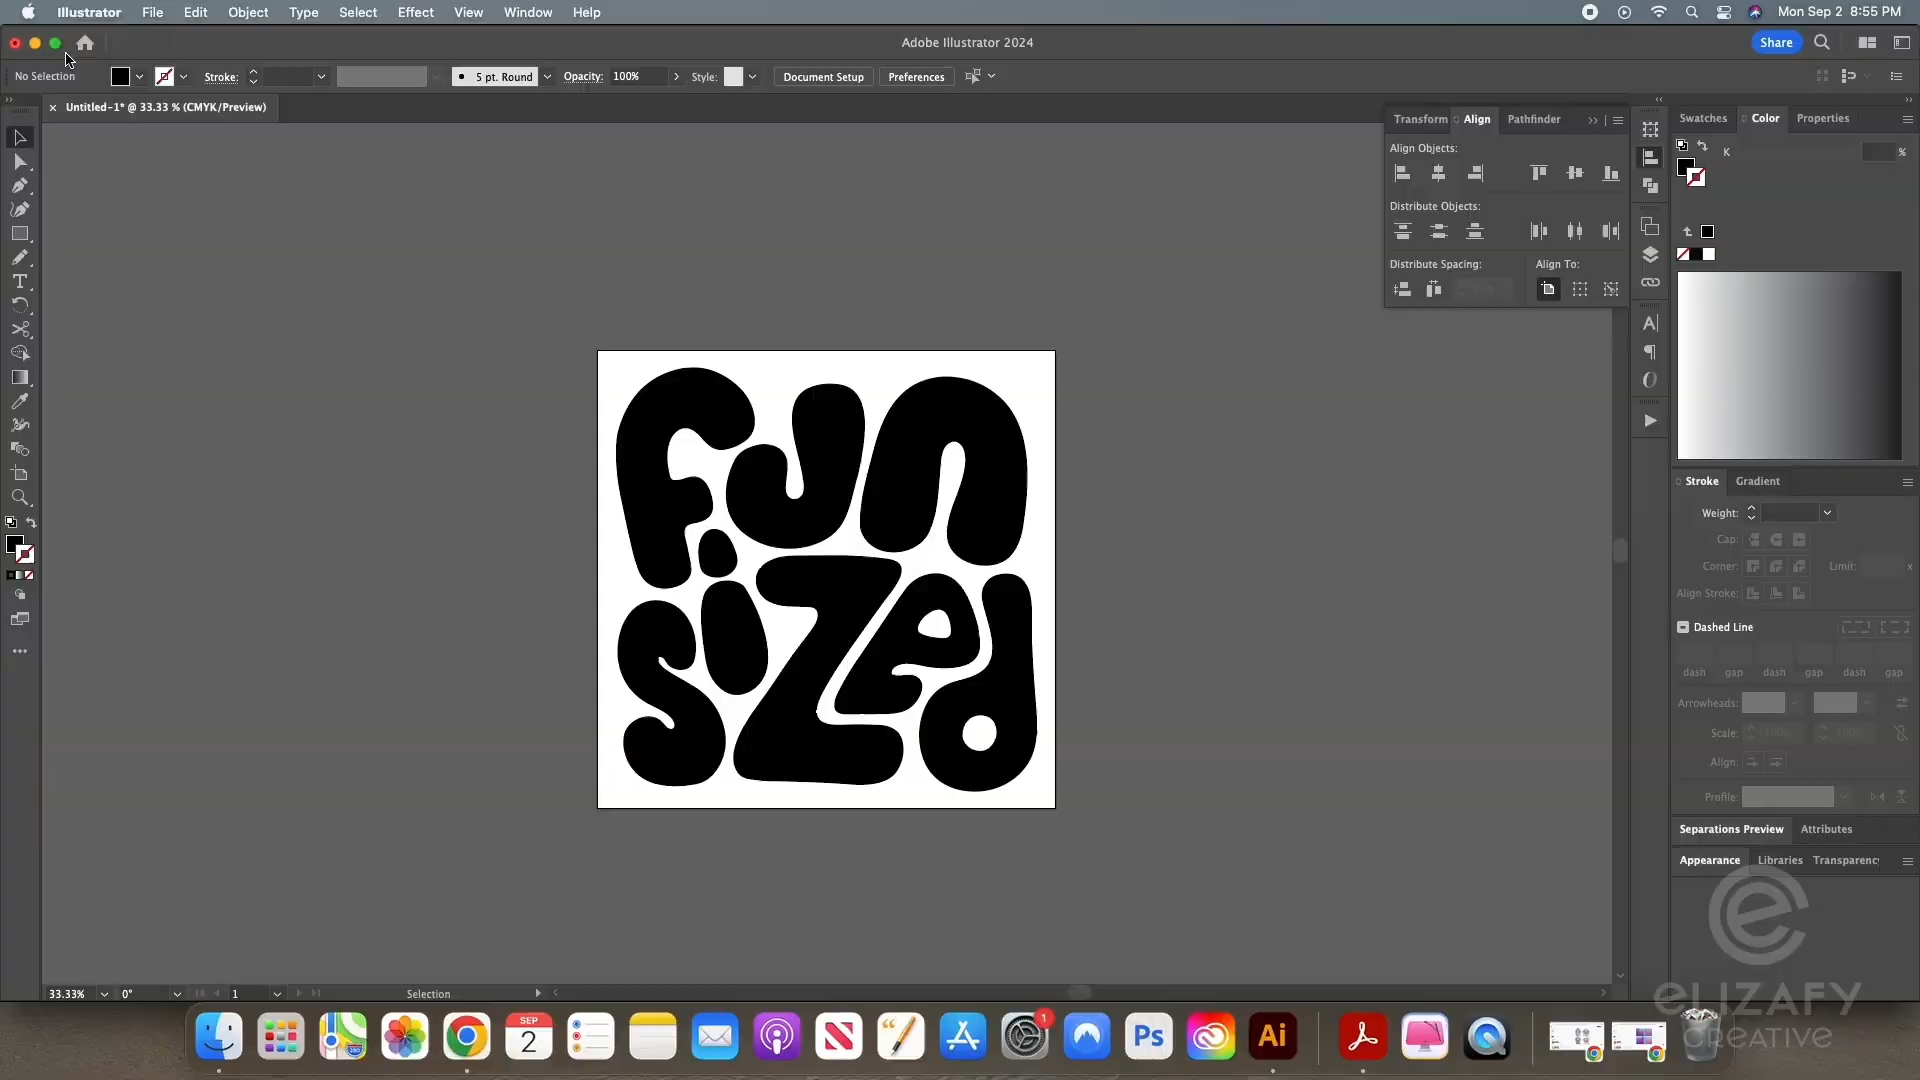 Illustrator File Edit Object Type Select Effect View Window Help Mon Sep 2 8:55 PM
Adobe Illustrator 2024 Share
No Selection Stroke: 5 pt. Round Opacity: 100% Style: Document Setup Preferences
Untitled-1* @ 33.33 % (CMYK/Preview)
Transform Align Pathfinder
Align Objects:
Distribute Objects:
Distribute Spacing: Align To:
Swatches Color Properties
K %
Stroke Gradient
Weight:
Cap:
Corner: Limit: x
Align Stroke:
Dashed Line
dash gap dash gap dash gap
Arrowheads:
Scale: 100% 100%
Align:
Profile:
Separations Preview Attributes
Appearance Libraries Transparency
FUN
SiZed
33.33% 0° 1 Selection
SEP
2
1
Ps
Ai
eLIZAFY
CREATIVE